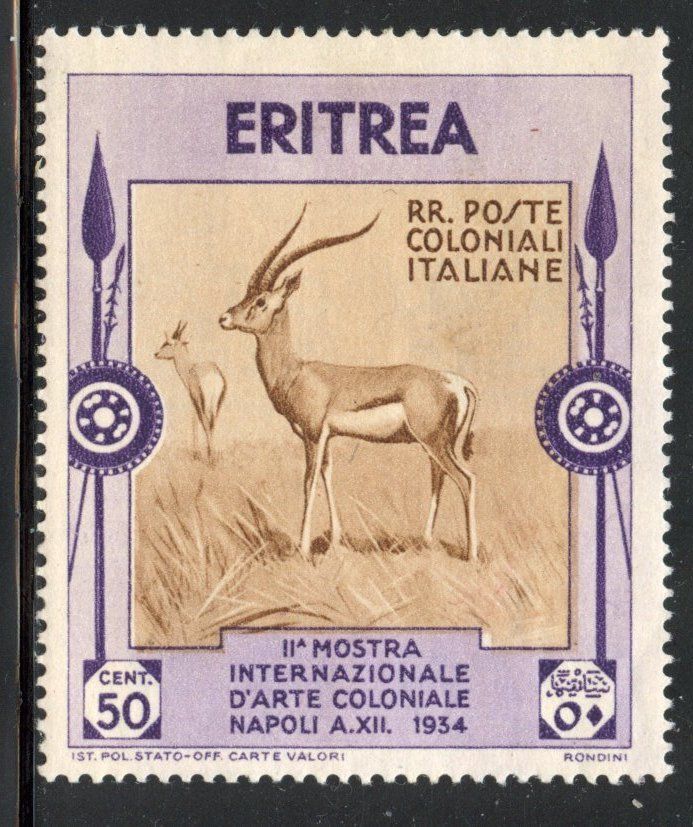 ERITREA
RR. POSTE
COLONIALI
ITALIANE
IIᴬ MOSTRA
INTERNAZIONALE
D'ARTE COLONIALE
NAPOLI A.XII. 1934
CENT.
50
٥٠
IST. POL. STATO-OFF. CARTE VALORI
RONDINI